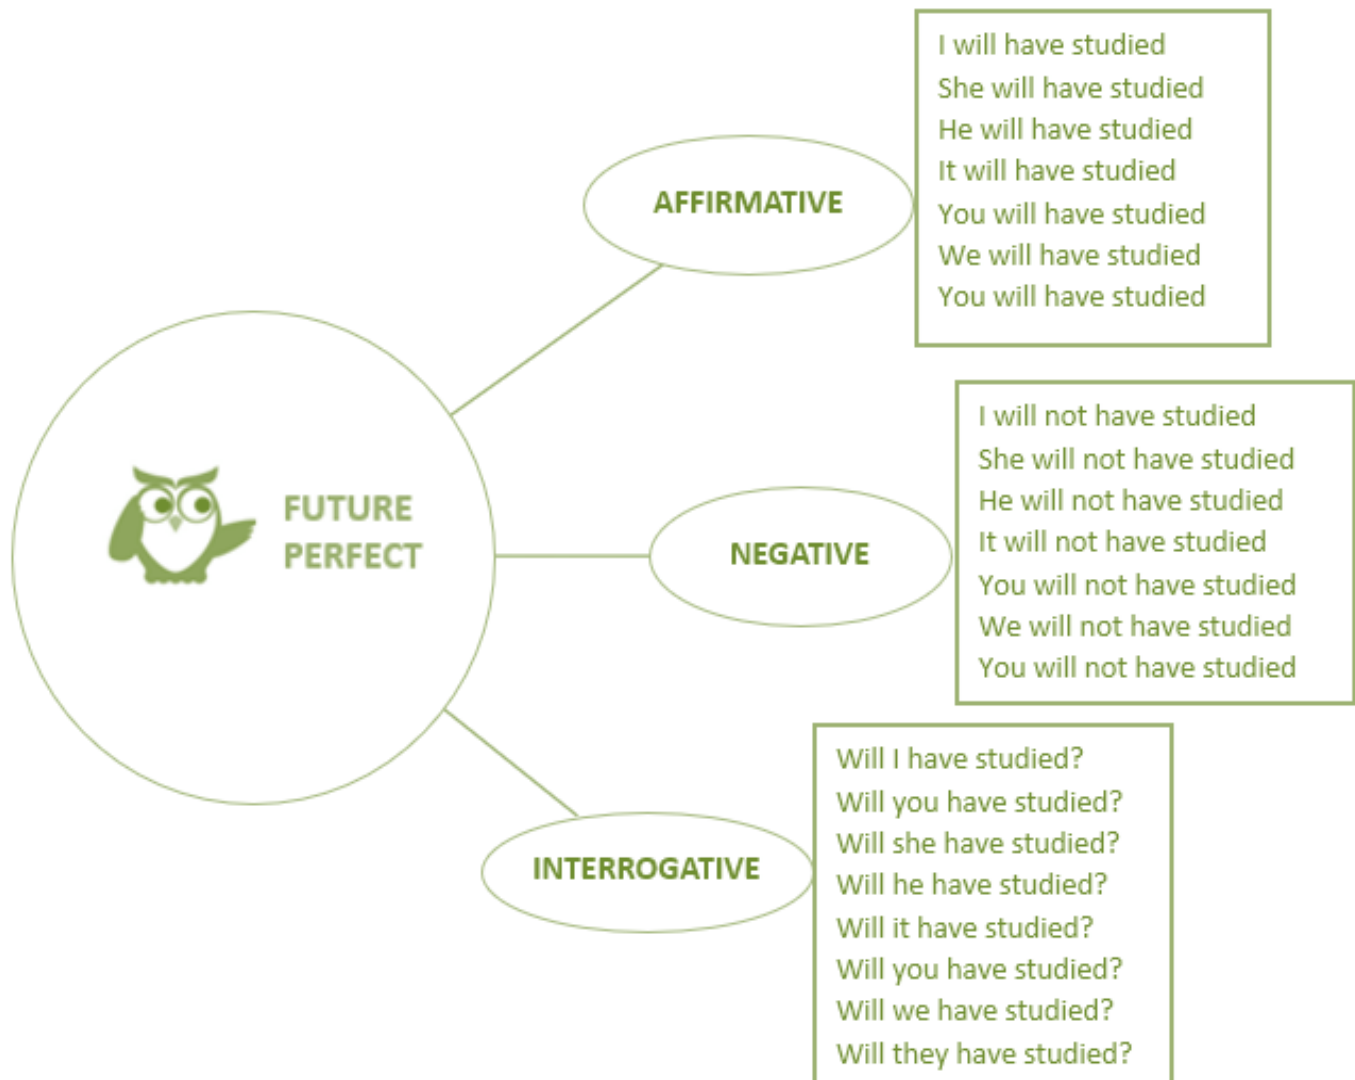 FUTURE
PERFECT
AFFIRMATIVE
I will have studied
She will have studied
He will have studied
It will have studied
You will have studied
We will have studied
You will have studied
NEGATIVE
I will not have studied
She will not have studied
He will not have studied
It will not have studied
You will not have studied
We will not have studied
You will not have studied
INTERROGATIVE
Will I have studied?
Will you have studied?
Will she have studied?
Will he have studied?
Will it have studied?
Will you have studied?
Will we have studied?
Will they have studied?